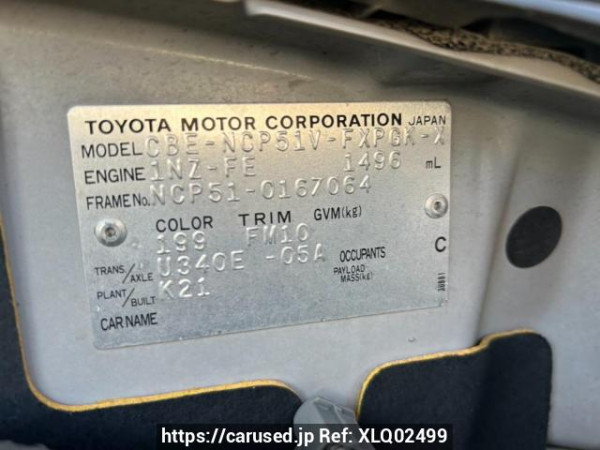 TOYOTA MOTOR CORPORATION JAPAN
MODEL CBE-NCP51V-FXPGK-X
ENGINE 1NZ-FE 1496 mL
FRAME No. NCP51-0167064
COLOR TRIM GVM(kg)
199 FM10
TRANS/AXLE U340E -05A OCCUPANTS C
PAYLOAD MASS(kg)
PLANT/BUILT K21
CAR NAME
https://carused.jp Ref: XLQ02499